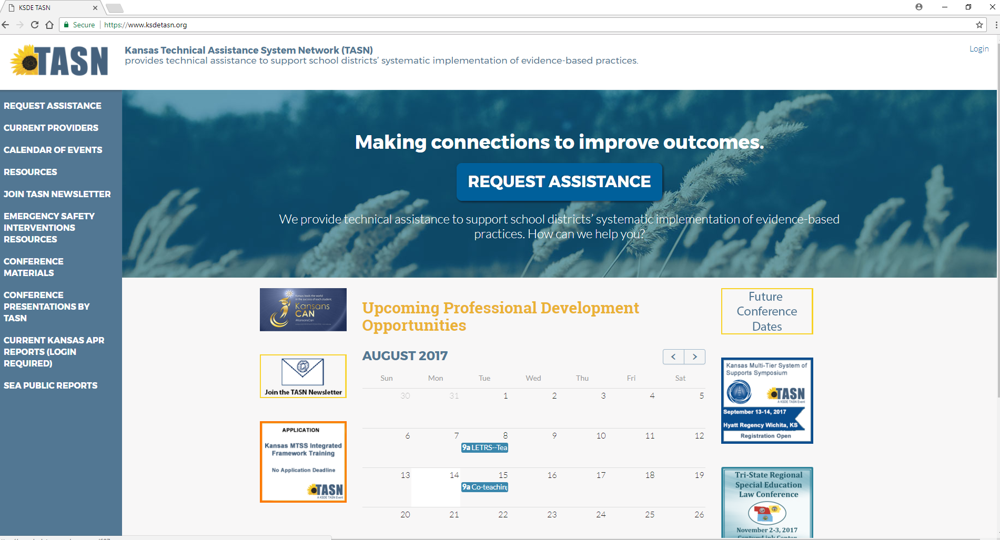 KSDE TASN
Secure
https://www.ksdetasn.org
TASN
Kansas Technical Assistance System Network (TASN)
provides technical assistance to support school districts' systematic implementation of evidence-based practices.
Login
REQUEST ASSISTANCE
CURRENT PROVIDERS
CALENDAR OF EVENTS
RESOURCES
JOIN TASN NEWSLETTER
EMERGENCY SAFETY
INTERVENTIONS
RESOURCES
CONFERENCE
MATERIALS
CONFERENCE
PRESENTATIONS BY
TASN
CURRENT KANSAS APR
REPORTS (LOGIN
REQUIRED)
SEA PUBLIC REPORTS
Making connections to improve outcomes.
REQUEST ASSISTANCE
We provide technical assistance to support school districts' systematic implementation of evidence-based
practices. How can we help you?
Kansas leads the world
in the success of each student.
Kansans
CAN
#KansansCan
@
Join the TASN Newsletter
APPLICATION
Kansas MTSS Integrated
Framework Training
No Application Deadline
TASN
A KSDE TASN Event
Upcoming Professional Development
Opportunities
AUGUST 2017
< >
Sun Mon Tue Wed Thu Fri Sat
30 31 1 2 3 4 5
6 7 8 9 10 11 12
9a LETRS--Tea
13 14 15 16 17 18 19
9a Co-teaching
20 21 22 23 24 25 26
Future
Conference
Dates
Kansas Multi-Tier System of
Supports Symposium
TASN
A KSDE TASN Event
September 13-14, 2017
Hyatt Regency Wichita, KS
Registration Open
Tri-State Regional
Special Education
Law Conference
November 2-3, 2017
CenturyLink Center